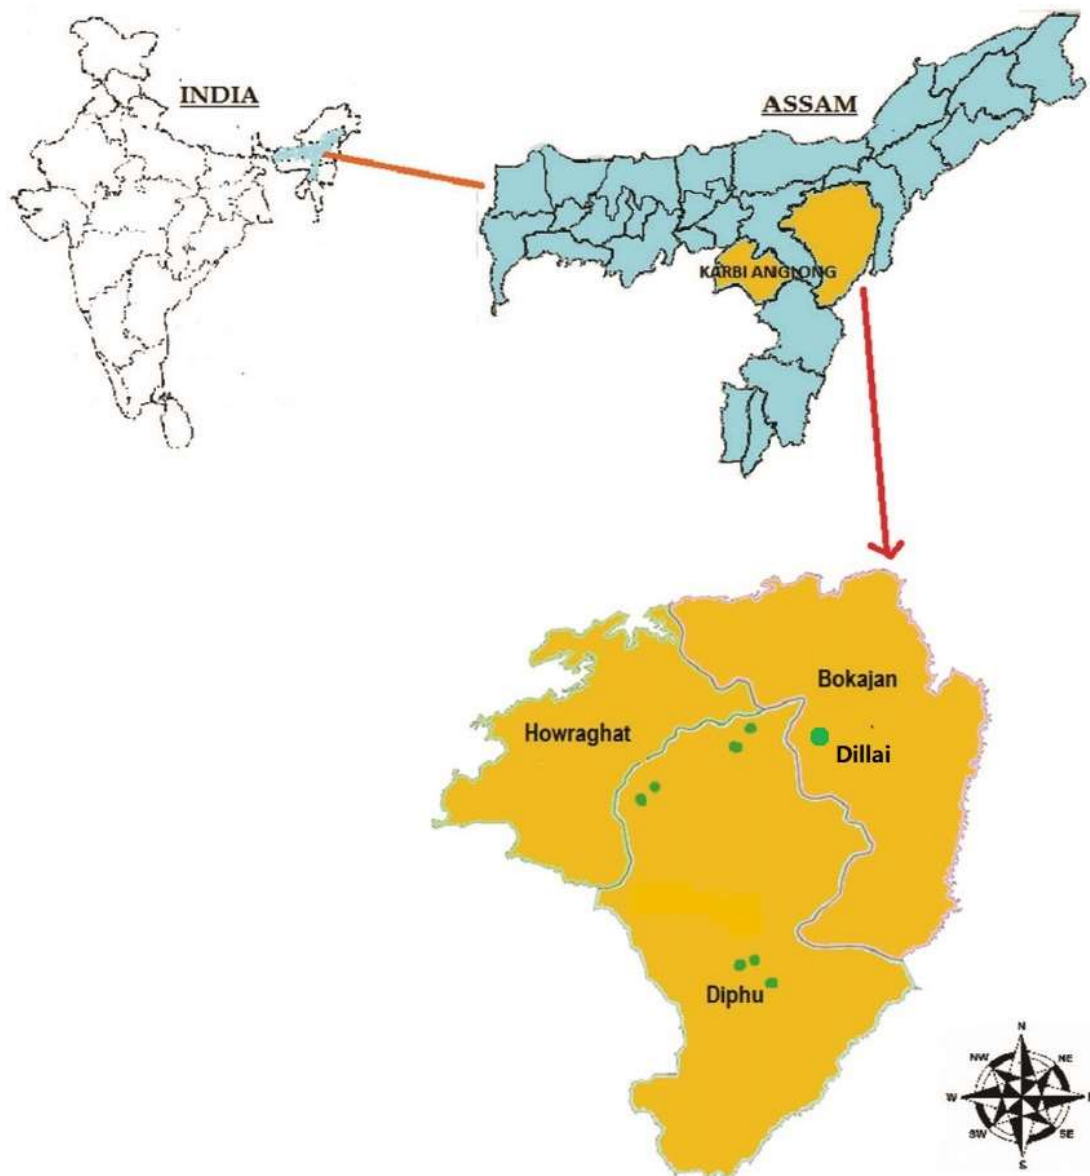 INDIA
ASSAM
KARBI ANGLONG
Bokajan
Howraghat
Dillai
Diphu
N
NW
NE
W
SW
SE
S